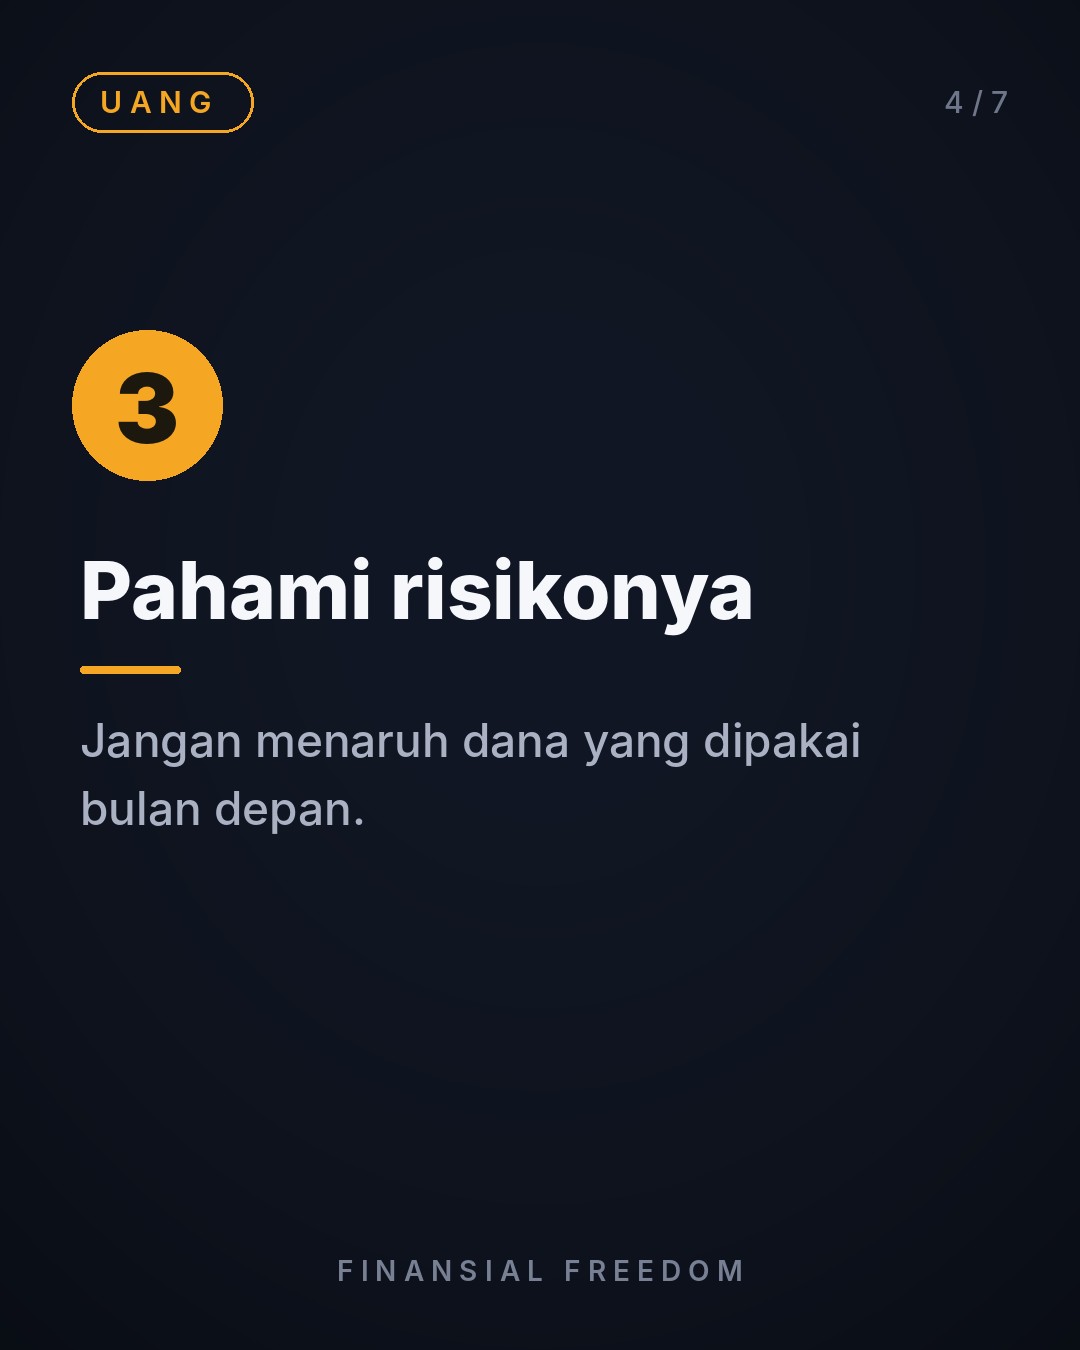 UANG
4 / 7
3
Pahami risikonya
Jangan menaruh dana yang dipakai
bulan depan.
FINANSIAL FREEDOM